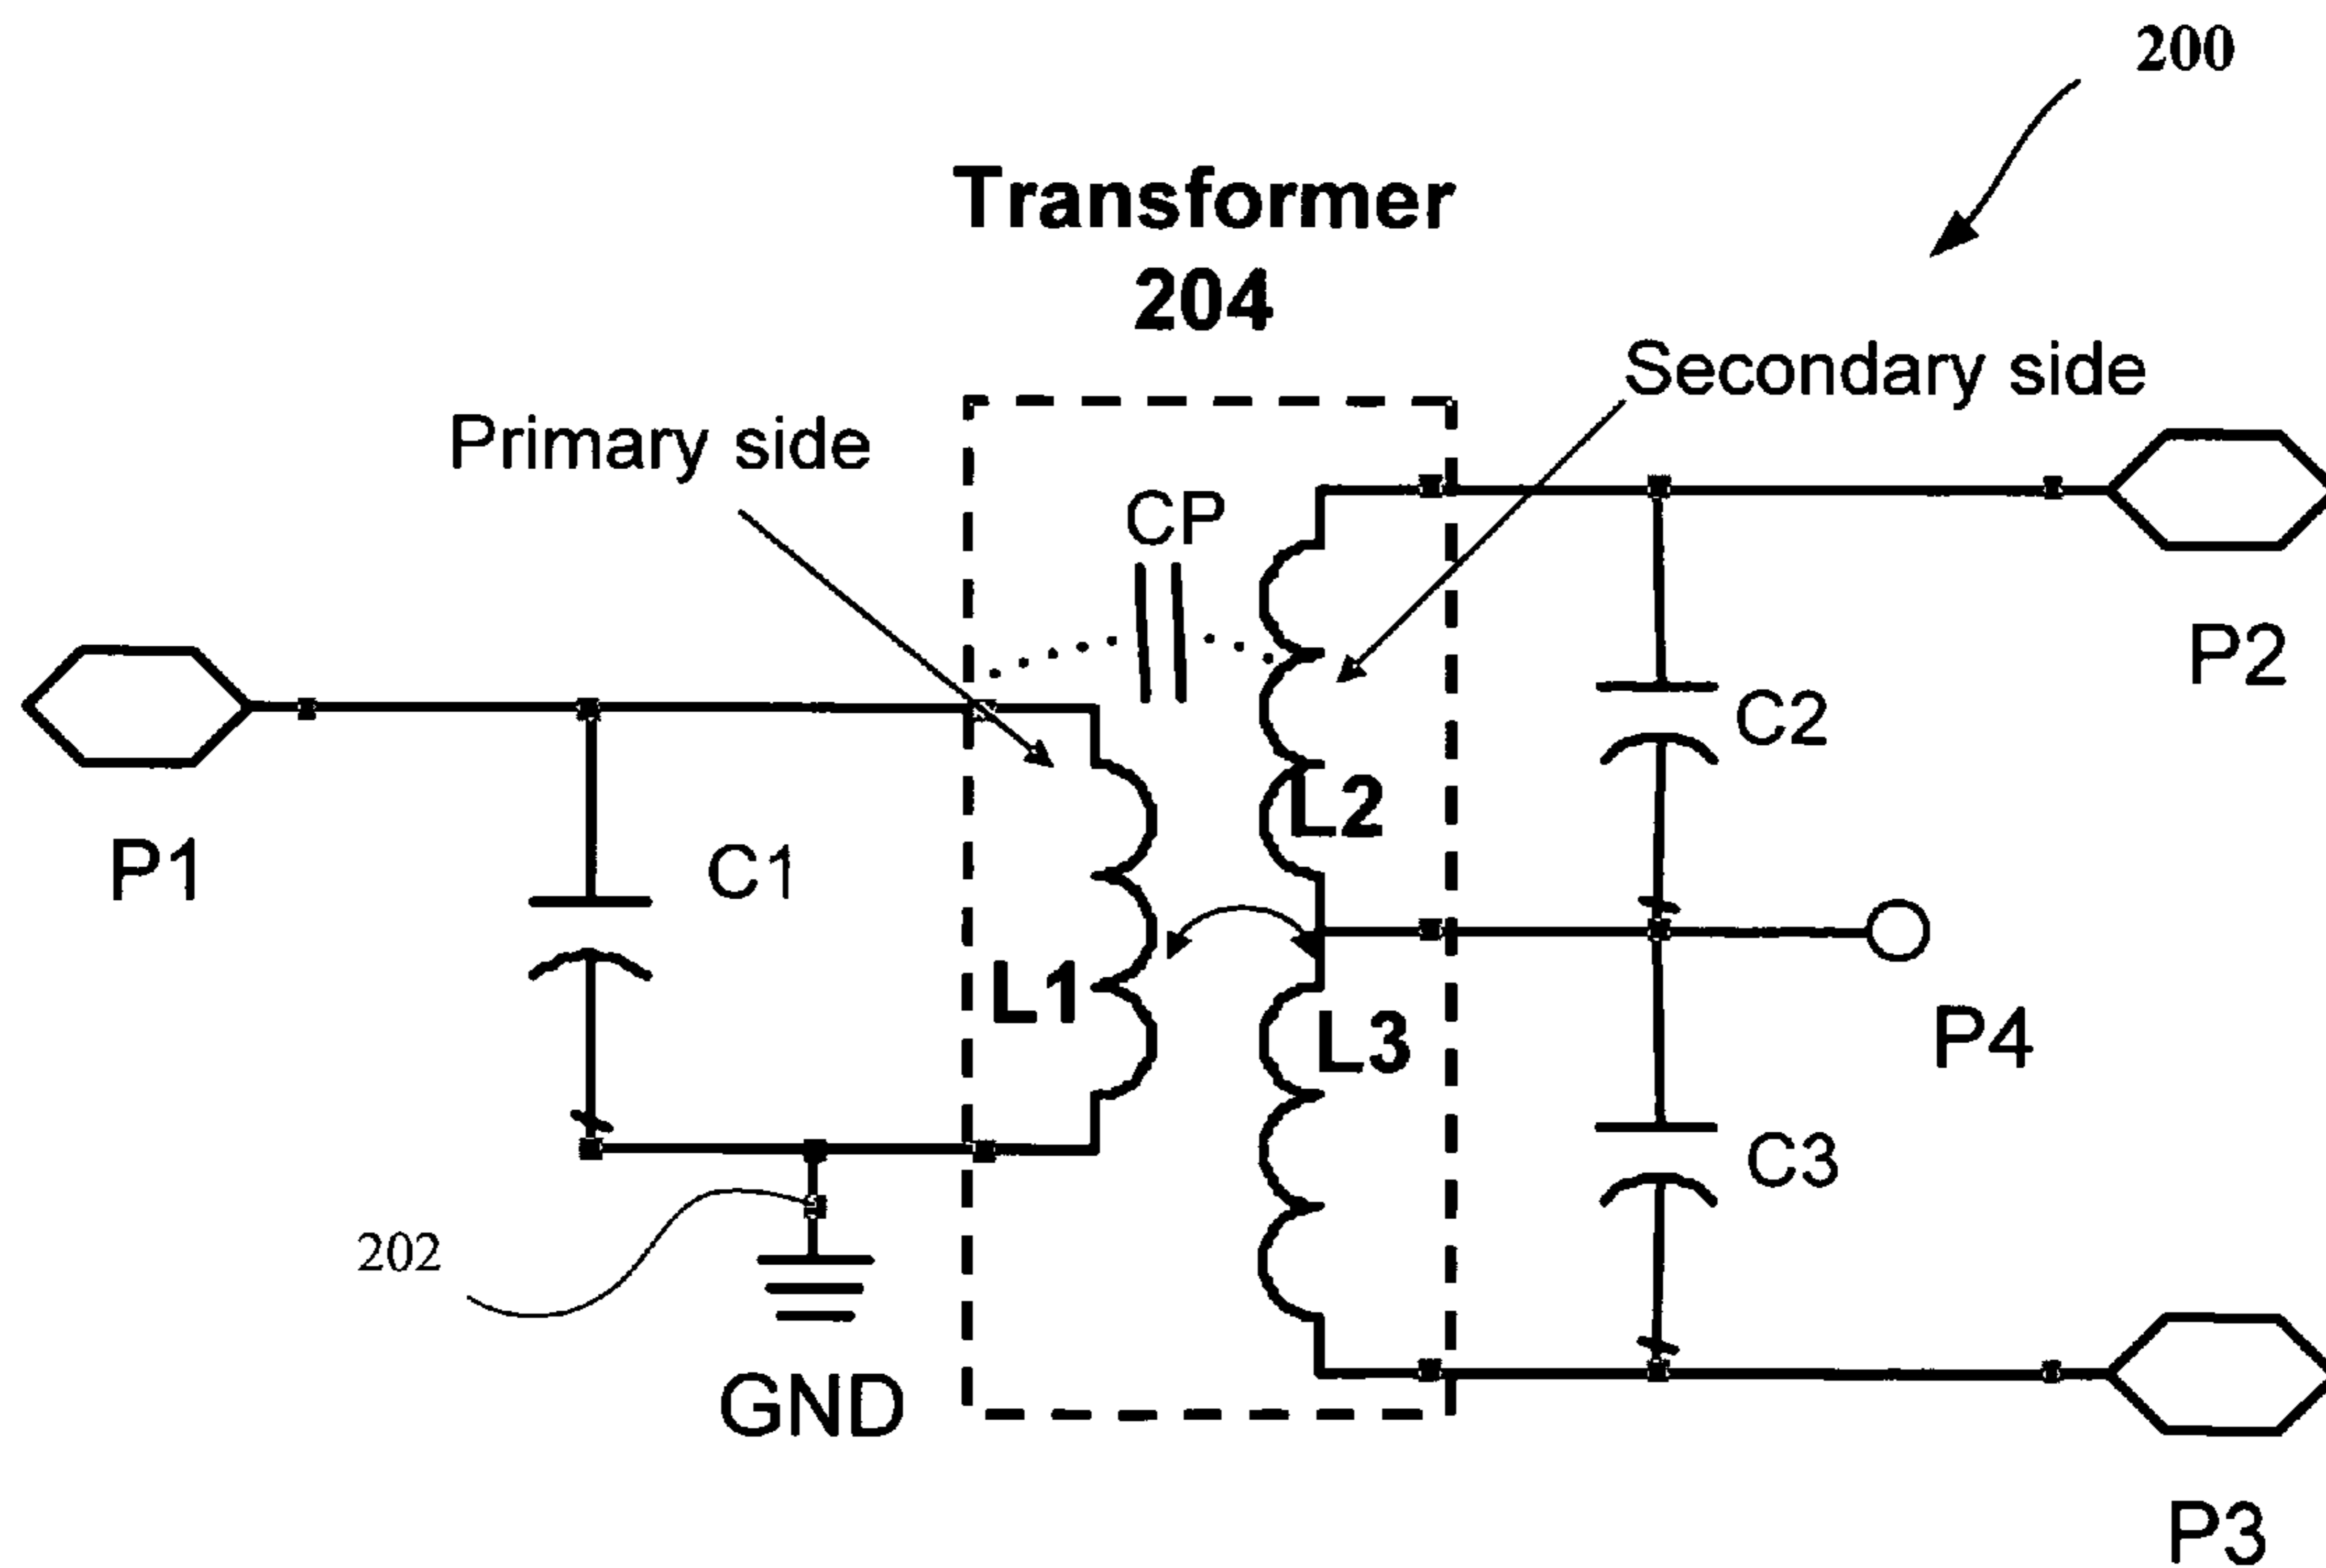 200
Transformer
204
Secondary side
Primary side
CP
P2
C2
L2
P1
C1
L1
L3
P4
C3
202
GND
P3